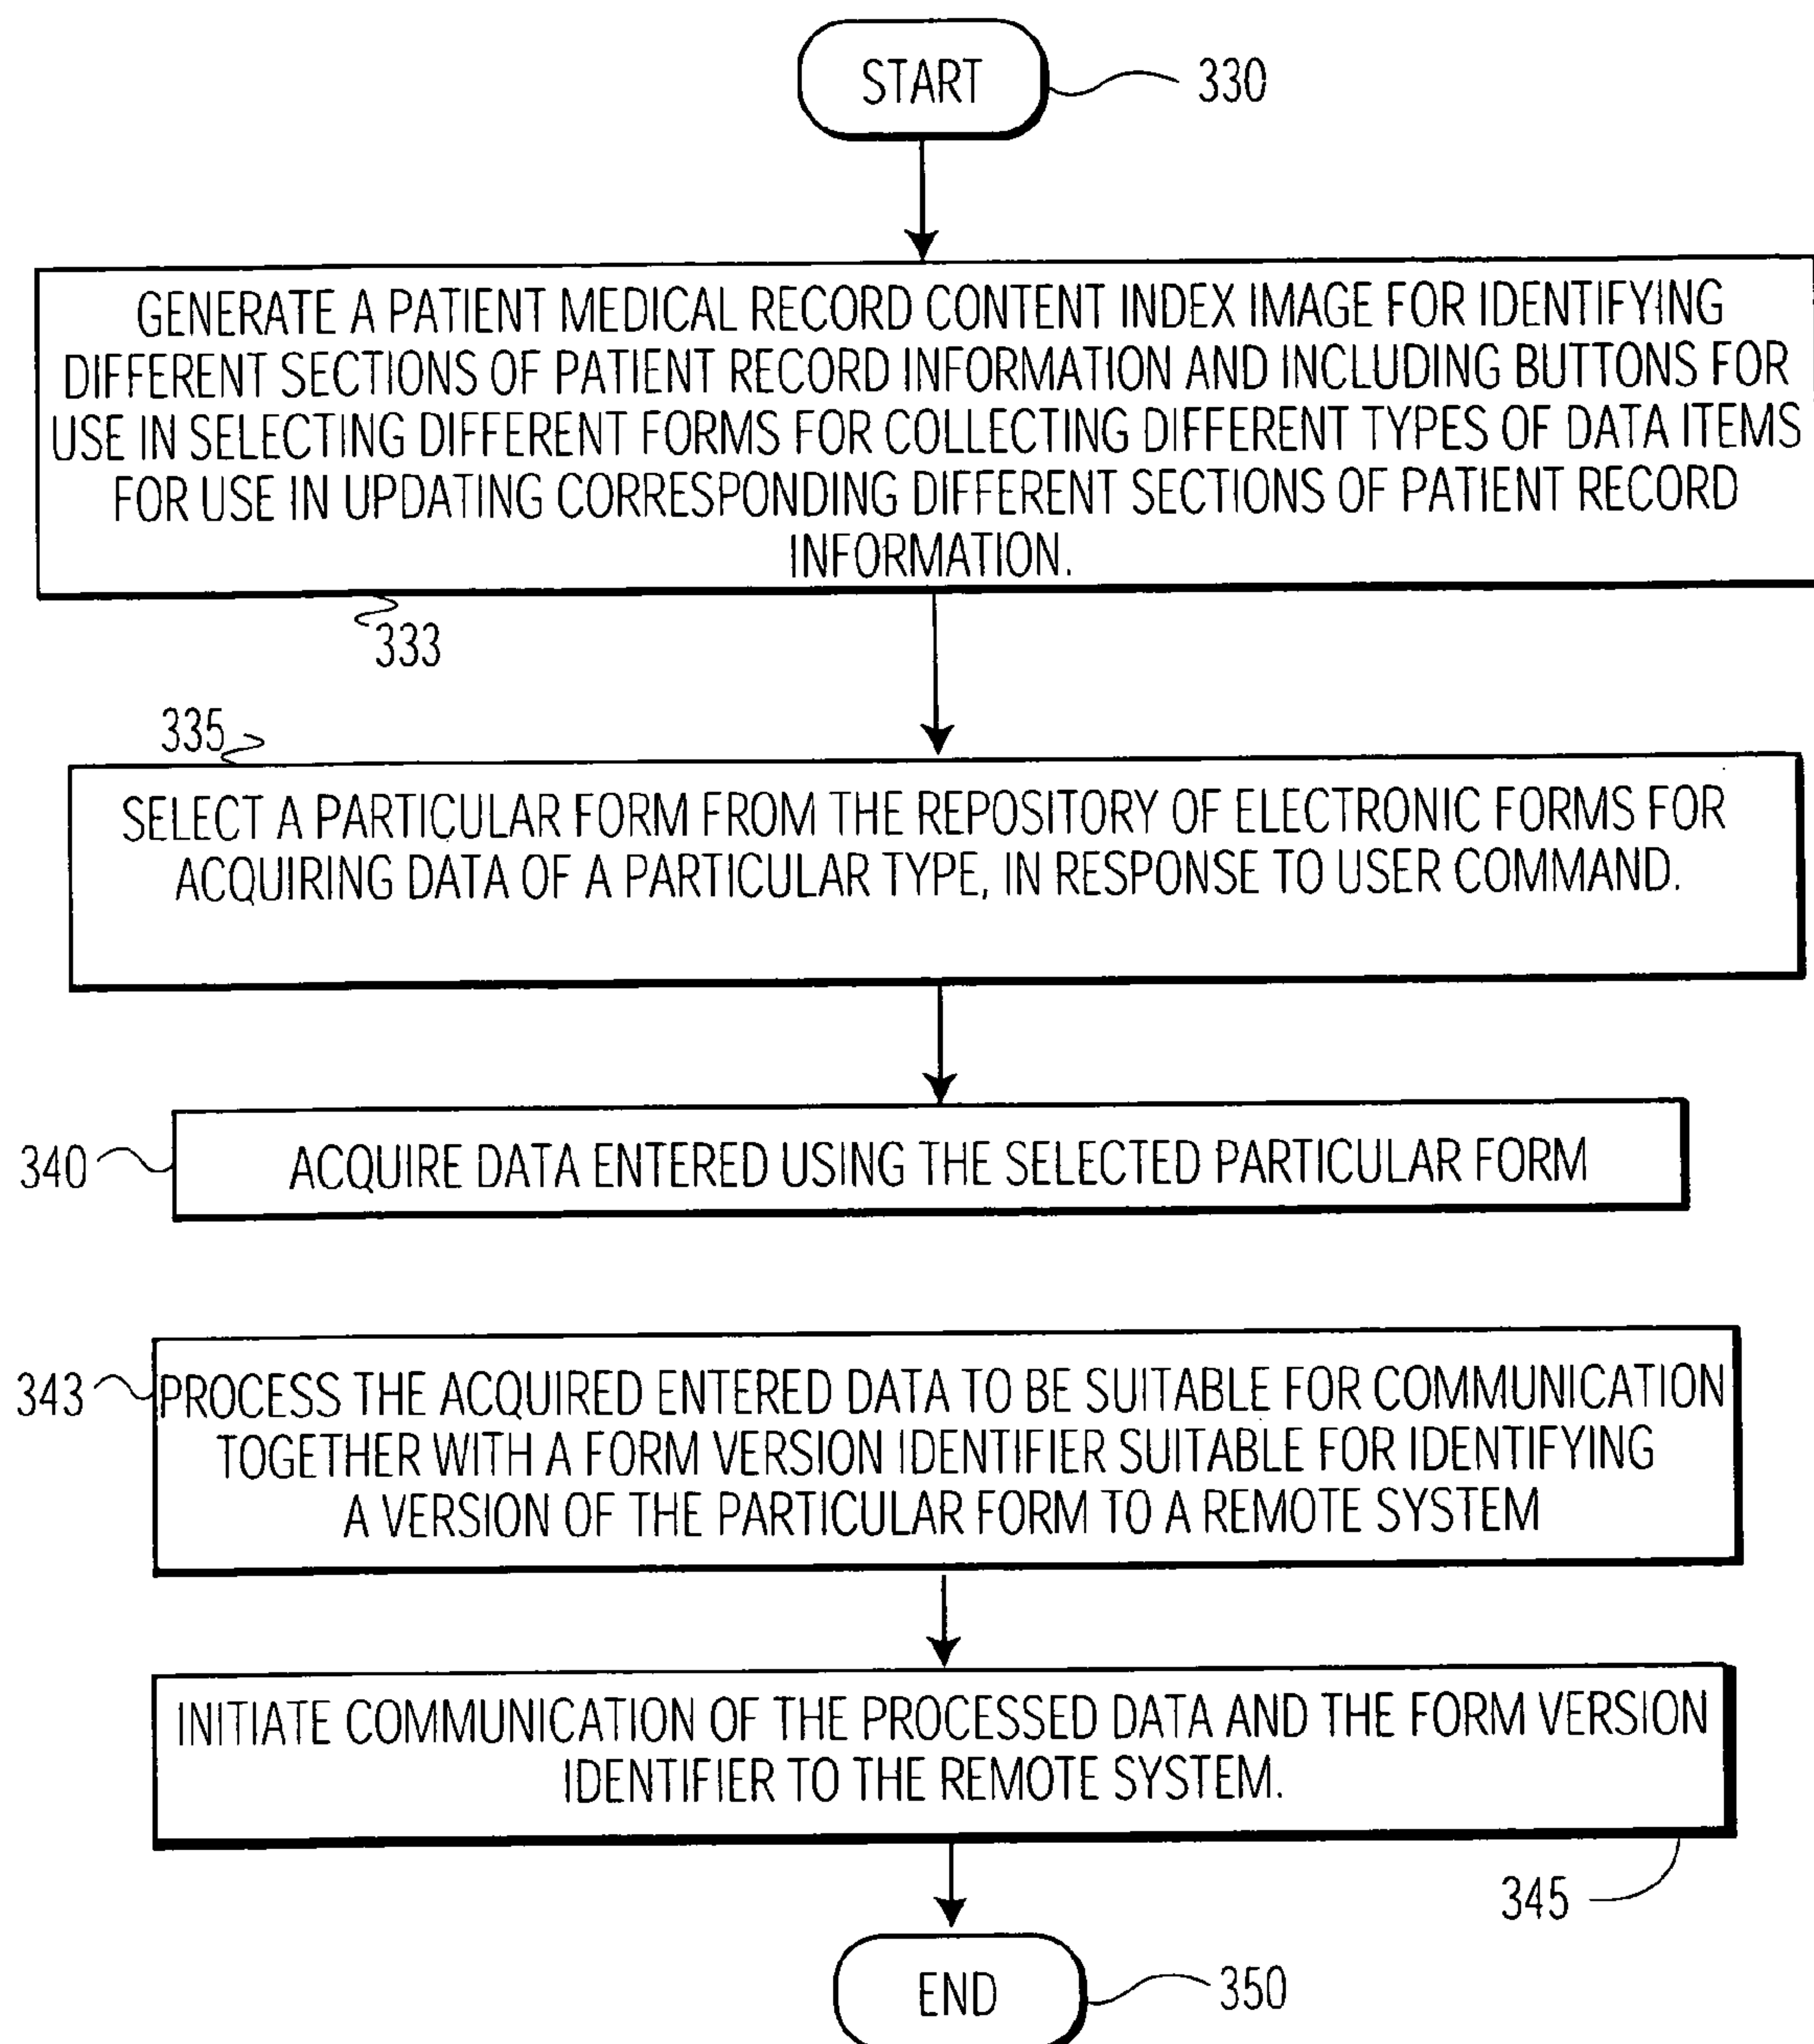 START
330
GENERATE A PATIENT MEDICAL RECORD CONTENT INDEX IMAGE FOR IDENTIFYING
DIFFERENT SECTIONS OF PATIENT RECORD INFORMATION AND INCLUDING BUTTONS FOR
USE IN SELECTING DIFFERENT FORMS FOR COLLECTING DIFFERENT TYPES OF DATA ITEMS
FOR USE IN UPDATING CORRESPONDING DIFFERENT SECTIONS OF PATIENT RECORD
INFORMATION.
333
335
SELECT A PARTICULAR FORM FROM THE REPOSITORY OF ELECTRONIC FORMS FOR
ACQUIRING DATA OF A PARTICULAR TYPE, IN RESPONSE TO USER COMMAND.
340
ACQUIRE DATA ENTERED USING THE SELECTED PARTICULAR FORM
343
PROCESS THE ACQUIRED ENTERED DATA TO BE SUITABLE FOR COMMUNICATION
TOGETHER WITH A FORM VERSION IDENTIFIER SUITABLE FOR IDENTIFYING
A VERSION OF THE PARTICULAR FORM TO A REMOTE SYSTEM
INITIATE COMMUNICATION OF THE PROCESSED DATA AND THE FORM VERSION
IDENTIFIER TO THE REMOTE SYSTEM.
345
END
350